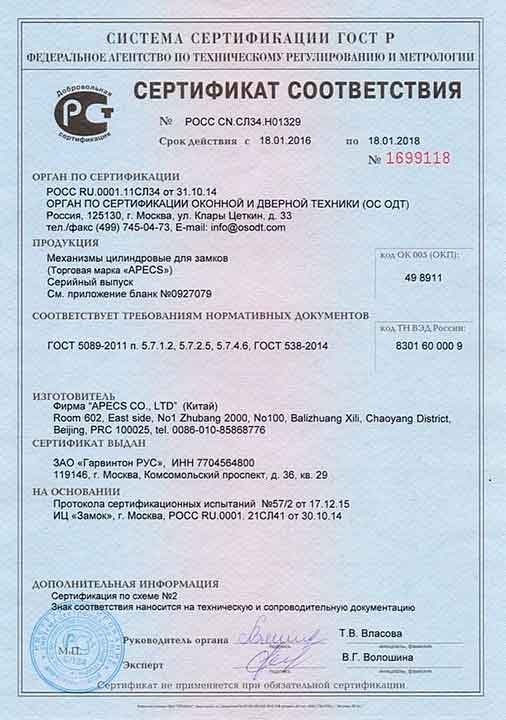 СИСТЕМА СЕРТИФИКАЦИИ ГОСТ Р
ФЕДЕРАЛЬНОЕ АГЕНТСТВО ПО ТЕХНИЧЕСКОМУ РЕГУЛИРОВАНИЮ И МЕТРОЛОГИИ
Добровольная
сертификация
СЕРТИФИКАТ СООТВЕТСТВИЯ
№ РОСС CN.СЛ34.Н01329
Срок действия с 18.01.2016 по 18.01.2018
№ 1699118
ОРГАН ПО СЕРТИФИКАЦИИ
РОСС RU.0001.11СЛ34 от 31.10.14
ОРГАН ПО СЕРТИФИКАЦИИ ОКОННОЙ И ДВЕРНОЙ ТЕХНИКИ (ОС ОДТ)
Россия, 125130, г. Москва, ул. Клары Цеткин, д. 33
тел./факс (499) 745-04-73, E-mail: info@osodt.com
ПРОДУКЦИЯ
Механизмы цилиндровые для замков
(Торговая марка «APECS»)
Серийный выпуск
См. приложение бланк №0927079
код ОК 005 (ОКП):
49 8911
СООТВЕТСТВУЕТ ТРЕБОВАНИЯМ НОРМАТИВНЫХ ДОКУМЕНТОВ
ГОСТ 5089-2011 п. 5.7.1.2, 5.7.2.5, 5.7.4.6, ГОСТ 538-2014
код ТН ВЭД России:
8301 60 000 9
ИЗГОТОВИТЕЛЬ
Фирма "APECS CO., LTD" (Китай)
Room 602, East side, No1 Zhubang 2000, No100, Balizhuang Xili, Chaoyang District,
Beijing, PRC 100025, tel. 0086-010-85868776
СЕРТИФИКАТ ВЫДАН
ЗАО «Гарвинтон РУС», ИНН 7704564800
119146, г. Москва, Комсомольский проспект, д. 36, кв. 29
НА ОСНОВАНИИ
Протокола сертификационных испытаний №57/2 от 17.12.15
ИЦ «Замок», г. Москва, РОСС RU.0001. 21СЛ41 от 30.10.14
ДОПОЛНИТЕЛЬНАЯ ИНФОРМАЦИЯ
Сертификация по схеме №2
Знак соответствия наносится на техническую и сопроводительную документацию
М.П.
Руководитель органа
Т.В. Власова
подпись
инициалы, фамилия
Эксперт
В.Г. Волошина
подпись
инициалы, фамилия
Сертификат не применяется при обязательной сертификации